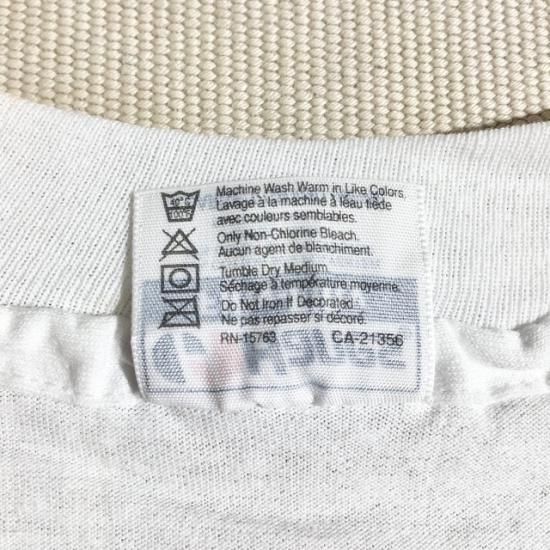 40°C
Machine Wash Warm in Like Colors.
Lavage à la machine à léau tiède
avec couleurs semblables.
Only Non-Chlorine Bleach.
Aucun agent de blanchiment.
Tumble Dry Medium.
Séchage à température moyenne.
Do Not Iron If Decorated.
Ne pas repasser si décoré.
RN-15763 CA-21356